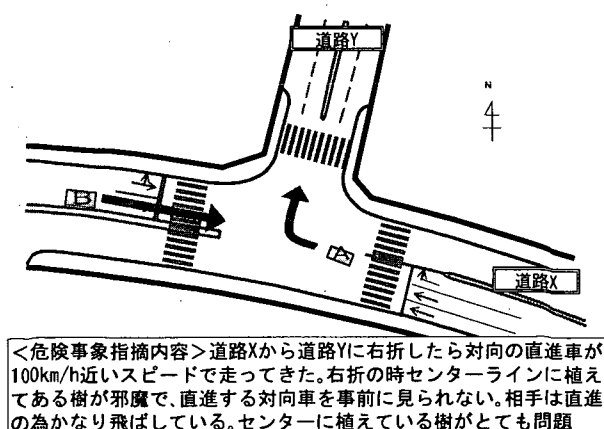 道路Y
N
B
A
道路X
<危険事象指摘内容>道路Xから道路Yに右折したら対向の直進車が
100km/h近いスピードで走ってきた。右折の時センターラインに植え
てある樹が邪魔で、直進する対向車を事前に見られない。相手は直進
の為かなり飛ばしている。センターに植えている樹がとても問題